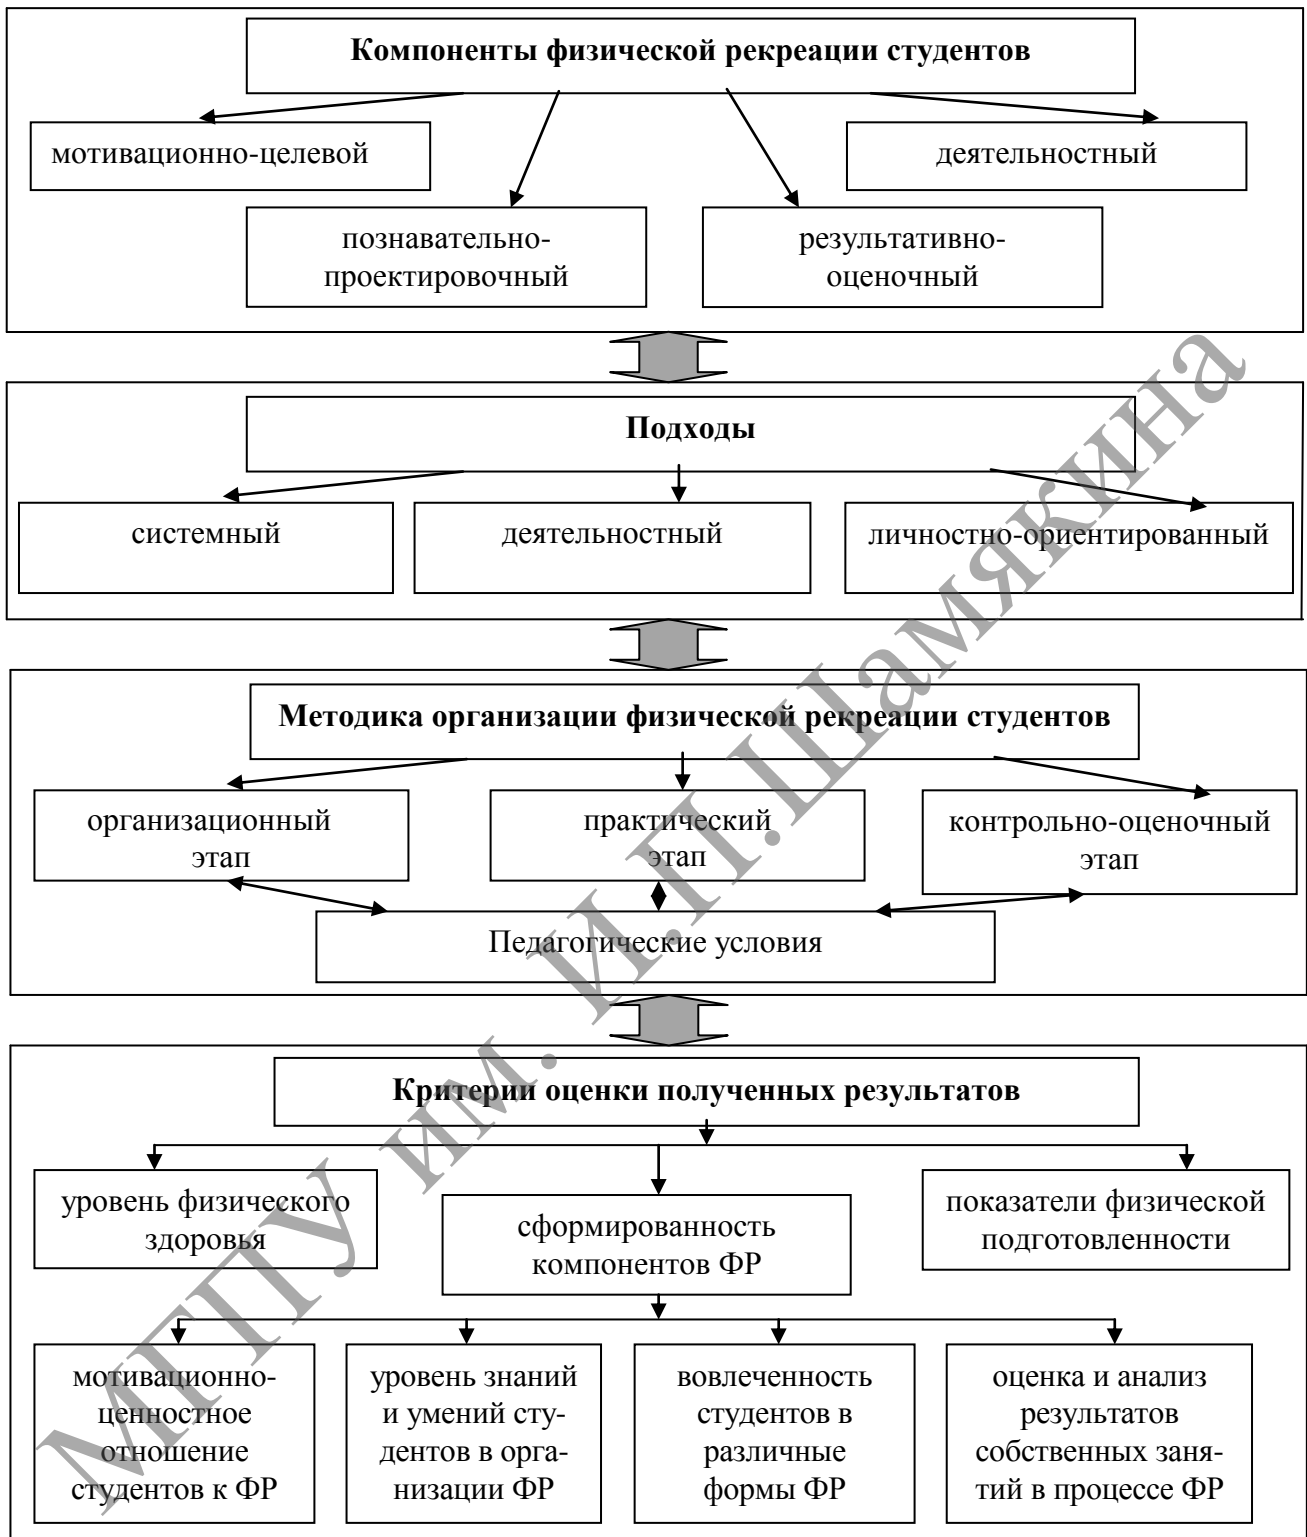 Компоненты физической рекреации студентов
мотивационно-целевой
деятельностный
познавательно-
проектировочный
результативно-
оценочный
Подходы
системный
деятельностный
личностно-ориентированный
Методика организации физической рекреации студентов
организационный
этап
практический
этап
контрольно-оценочный
этап
Педагогические условия
Критерии оценки полученных результатов
уровень физического
здоровья
сформированность
компонентов ФР
показатели физической
подготовленности
мотивационно-
ценностное
отношение
студентов к ФР
уровень знаний
и умений сту-
дентов в орга-
низации ФР
вовлеченность
студентов в
различные
формы ФР
оценка и анализ
результатов
собственных заня-
тий в процессе ФР
МГПУ им. И.П.Шамякина